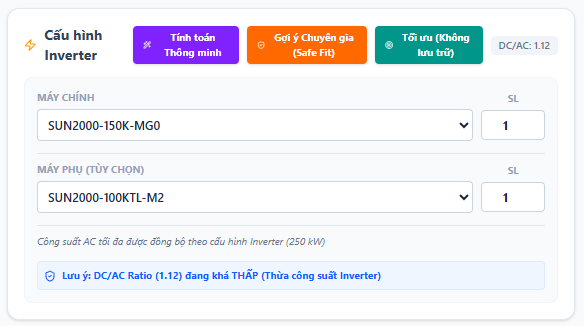 Cấu hình
Inverter
Tính toán
Thông minh
Gợi ý Chuyên gia
(Safe Fit)
Tối ưu (Không
lưu trữ)
DC/AC: 1.12
MÁY CHÍNH
SL
SUN2000-150K-MG0
1
MÁY PHỤ (TÙY CHỌN)
SL
SUN2000-100KTL-M2
1
Công suất AC tối đa được đồng bộ theo cấu hình Inverter (250 kW)
Lưu ý: DC/AC Ratio (1.12) đang khá THẤP (Thừa công suất Inverter)